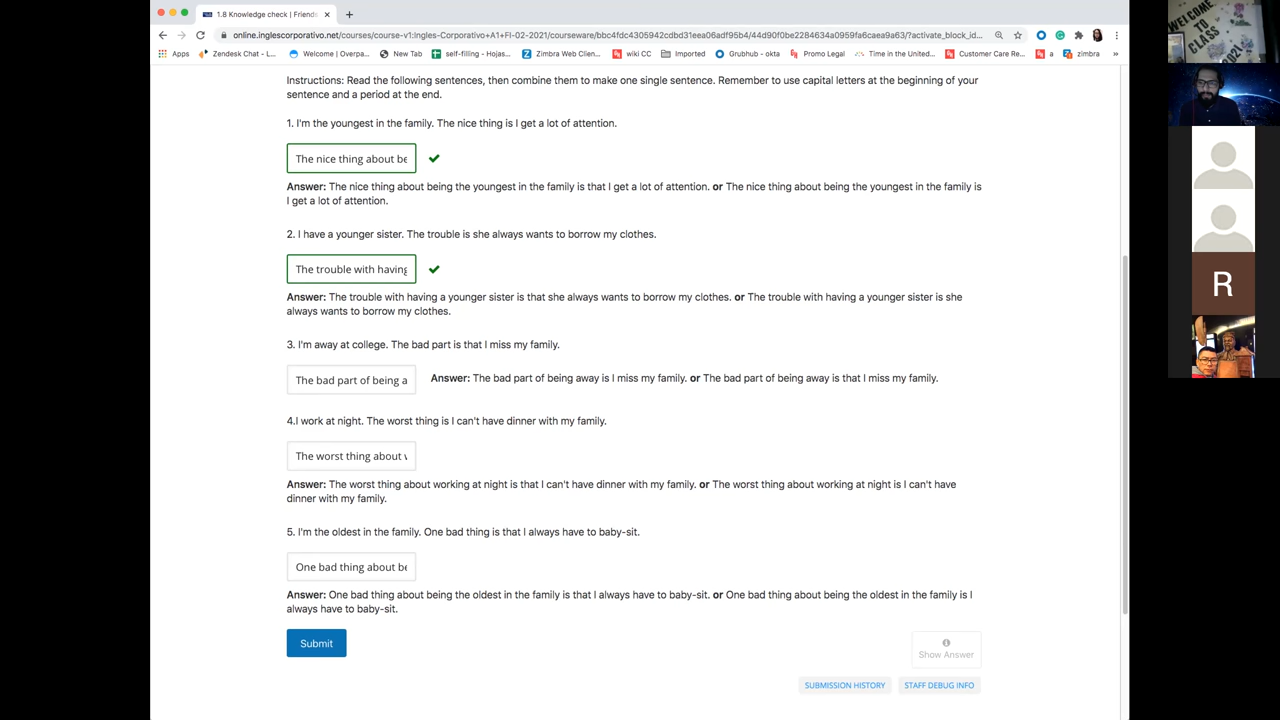 1.8 Knowledge check | Friends
online.inglescorporativo.net/courses/course-v1:Ingles-Corporativo+A1+FI-02-2021/courseware/bbc4fdc4305942cdbd31eea06adf95b4/44d90f0be2284634a0959fa6caea9a63/?activate_block_id...
Apps Zendesk Chat - L... Welcome | Overpa... New Tab self-filling - Hojas... Zimbra Web Clien... wiki CC Imported Grubhub - okta Promo Legal Time in the United... Customer Care Re... a zimbra »
Instructions: Read the following sentences, then combine them to make one single sentence. Remember to use capital letters at the beginning of your
sentence and a period at the end.
1. I'm the youngest in the family. The nice thing is I get a lot of attention.
The nice thing about be
Answer: The nice thing about being the youngest in the family is that I get a lot of attention. or The nice thing about being the youngest in the family is
I get a lot of attention.
2. I have a younger sister. The trouble is she always wants to borrow my clothes.
The trouble with having
Answer: The trouble with having a younger sister is that she always wants to borrow my clothes. or The trouble with having a younger sister is she
always wants to borrow my clothes.
3. I'm away at college. The bad part is that I miss my family.
The bad part of being a
Answer: The bad part of being away is I miss my family. or The bad part of being away is that I miss my family.
4.I work at night. The worst thing is I can't have dinner with my family.
The worst thing about w
Answer: The worst thing about working at night is that I can't have dinner with my family. or The worst thing about working at night is I can't have
dinner with my family.
5. I'm the oldest in the family. One bad thing is that I always have to baby-sit.
One bad thing about be
Answer: One bad thing about being the oldest in the family is that I always have to baby-sit. or One bad thing about being the oldest in the family is I
always have to baby-sit.
Submit
Show Answer
SUBMISSION HISTORY STAFF DEBUG INFO
WELCOME
TO
CLASS
R